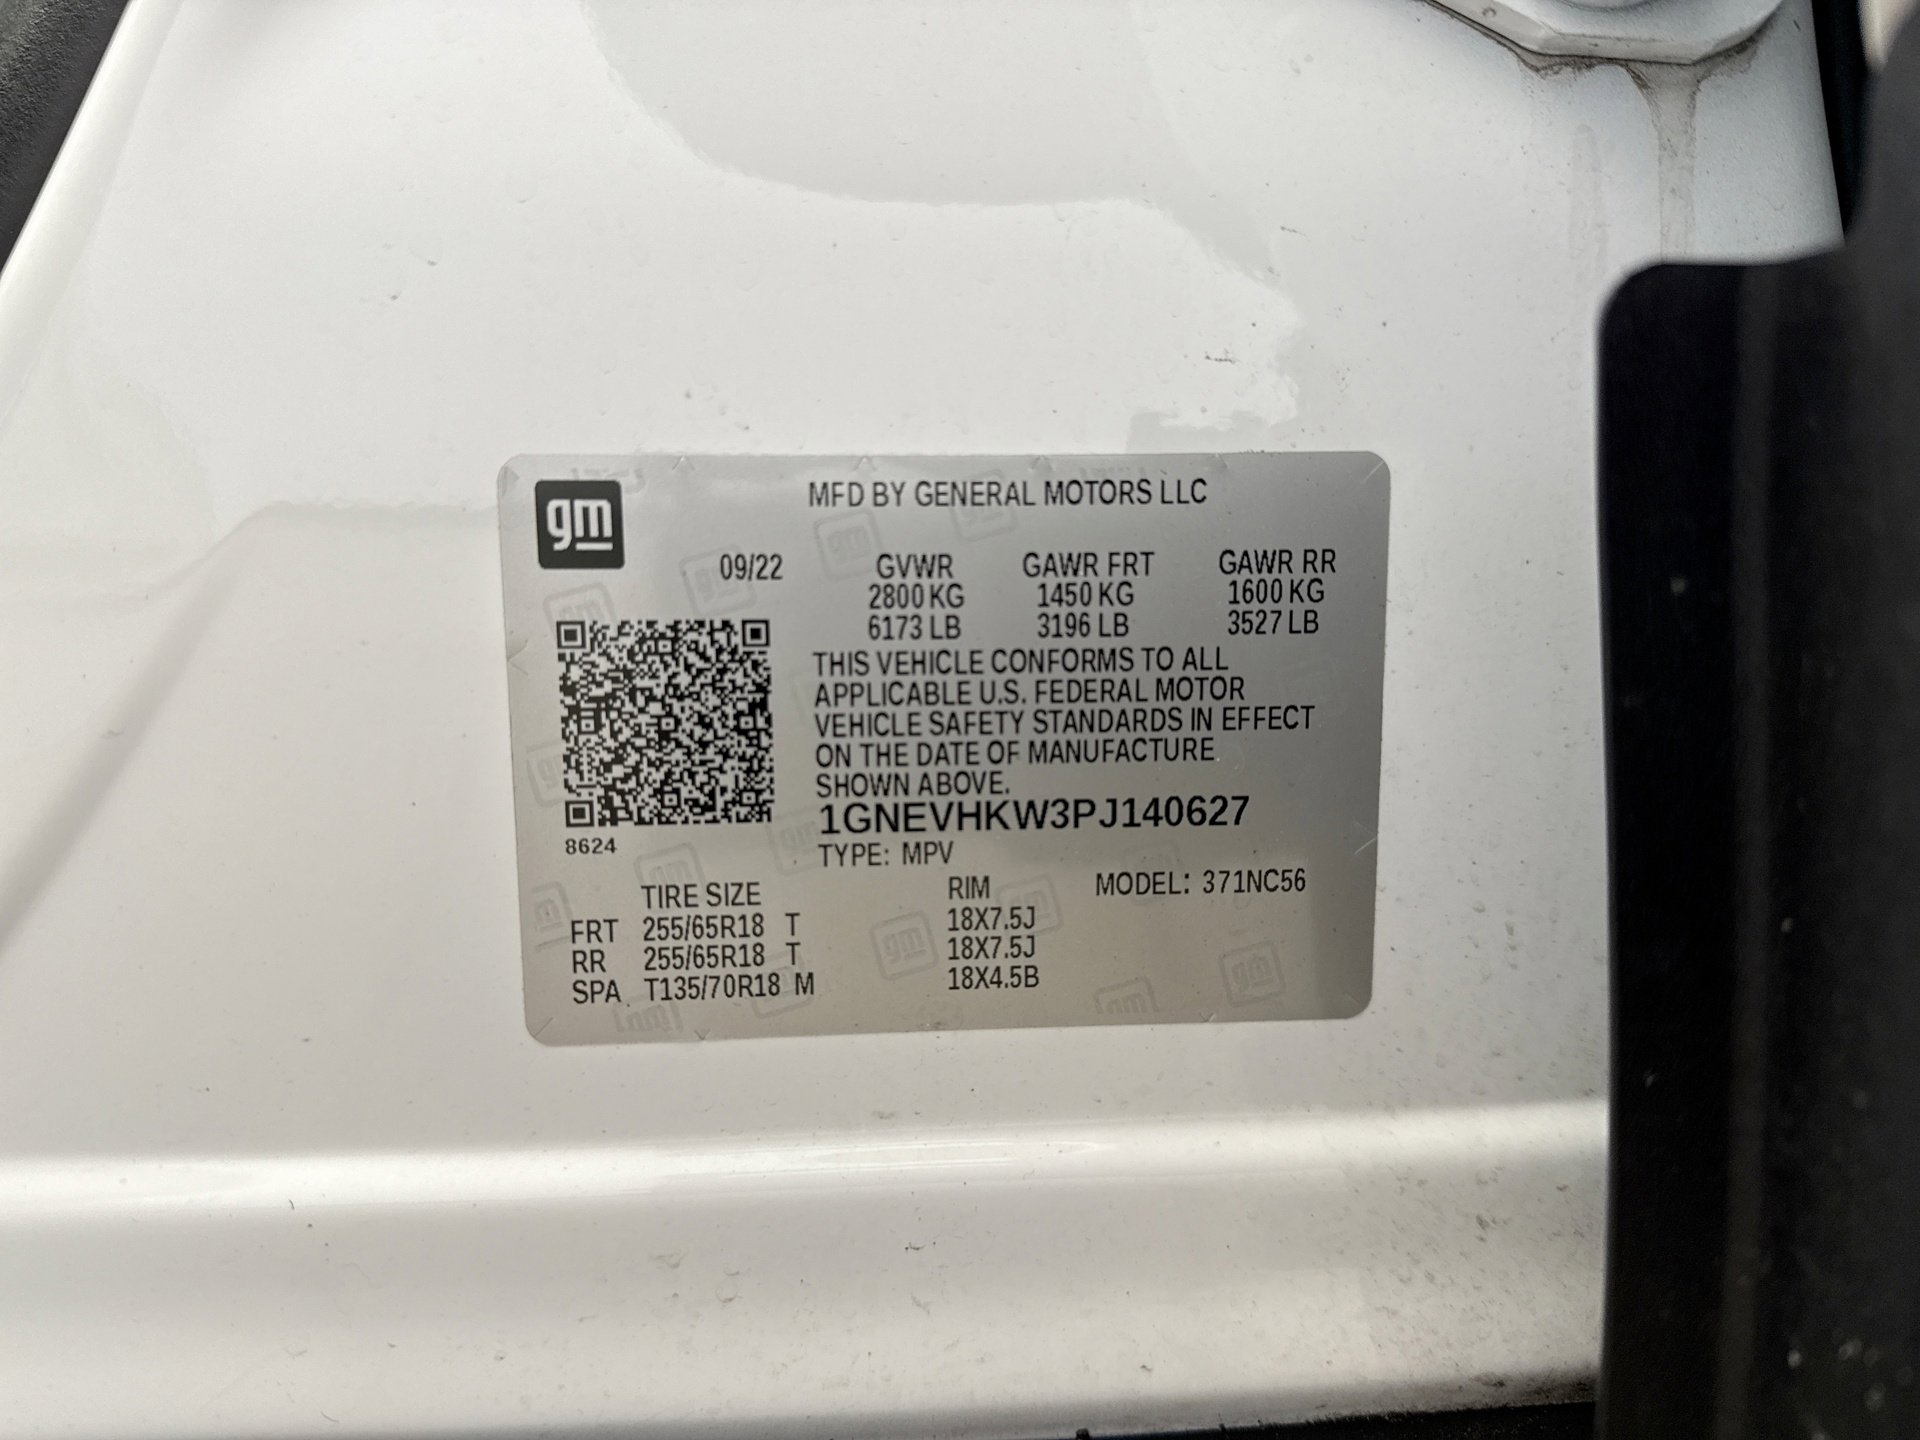 gm
MFD BY GENERAL MOTORS LLC
09/22 GVWR GAWR FRT GAWR RR
2800 KG 1450 KG 1600 KG
6173 LB 3196 LB 3527 LB
THIS VEHICLE CONFORMS TO ALL
APPLICABLE U.S. FEDERAL MOTOR
VEHICLE SAFETY STANDARDS IN EFFECT
ON THE DATE OF MANUFACTURE
SHOWN ABOVE.
1GNEVHKW3PJ140627
8624
TYPE: MPV
TIRE SIZE RIM MODEL: 371NC56
FRT 255/65R18 T 18X7.5J
RR 255/65R18 T 18X7.5J
SPA T135/70R18 M 18X4.5B